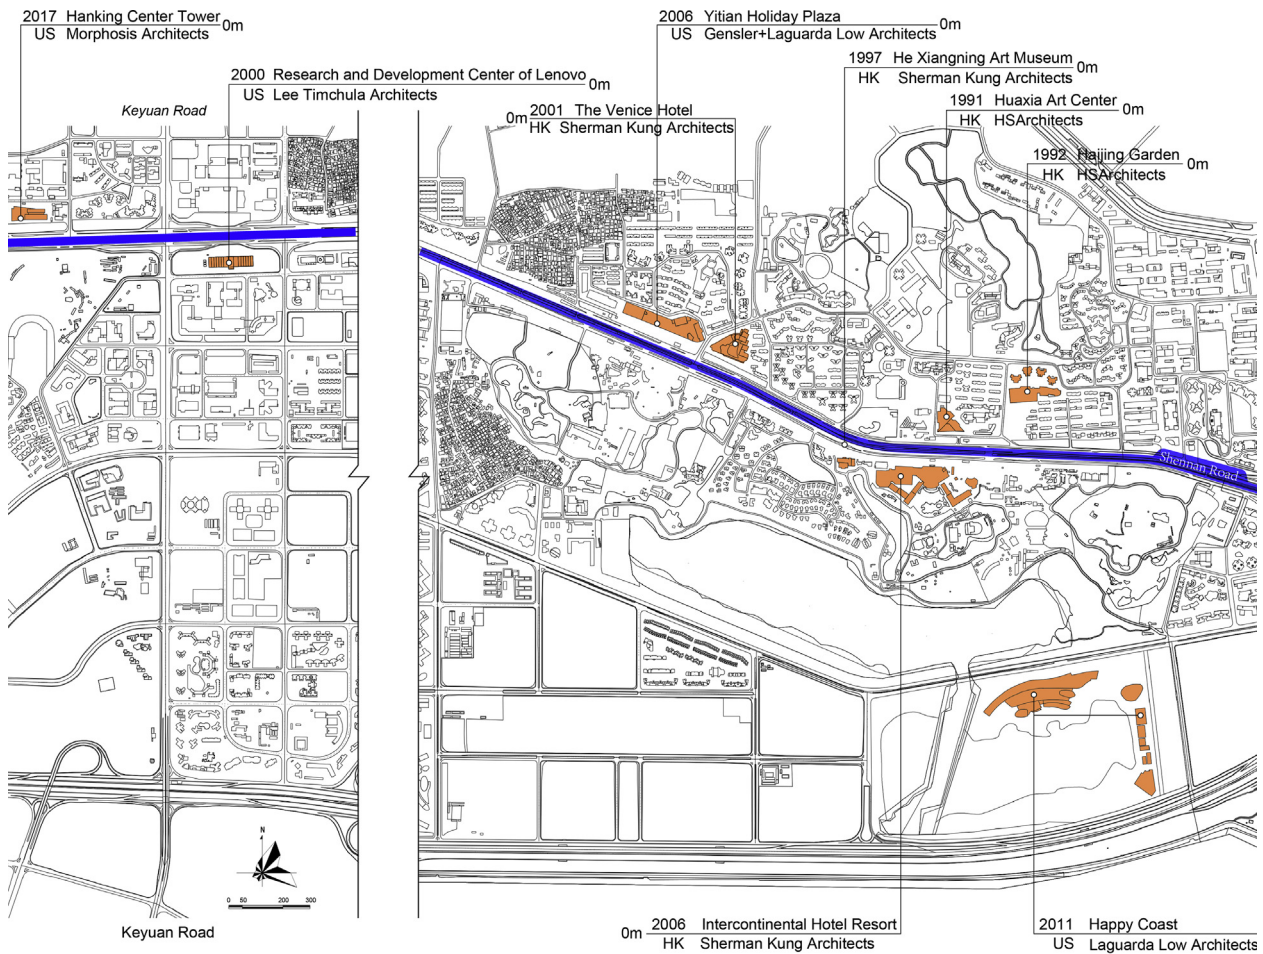 2017 Hanking Center Tower
0m
US Morphosis Architects
2006 Yitian Holiday Plaza
0m
US Gensler+Laguarda Low Architects
1997 He Xiangning Art Museum
0m
HK Sherman Kung Architects
2000 Research and Development Center of Lenovo
0m
US Lee Timchula Architects
1991 Huaxia Art Center
0m
HK HSArchitects
Keyuan Road
0m
2001 The Venice Hotel
HK Sherman Kung Architects
1992 Haijing Garden
0m
HK HSArchitects
Shennan Road
N
0 50 200 300
Keyuan Road
0m
2006 Intercontinental Hotel Resort
HK Sherman Kung Architects
2011 Happy Coast
US Laguarda Low Architects